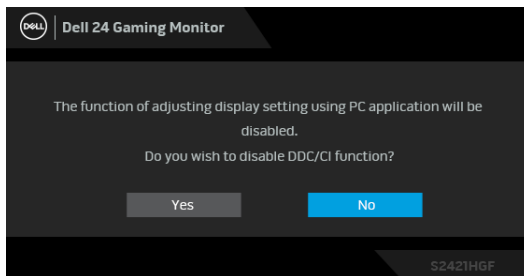 DELL
Dell 24 Gaming Monitor
The function of adjusting display setting using PC application will be
disabled.
Do you wish to disable DDC/CI function?
Yes
No
S2421HGF